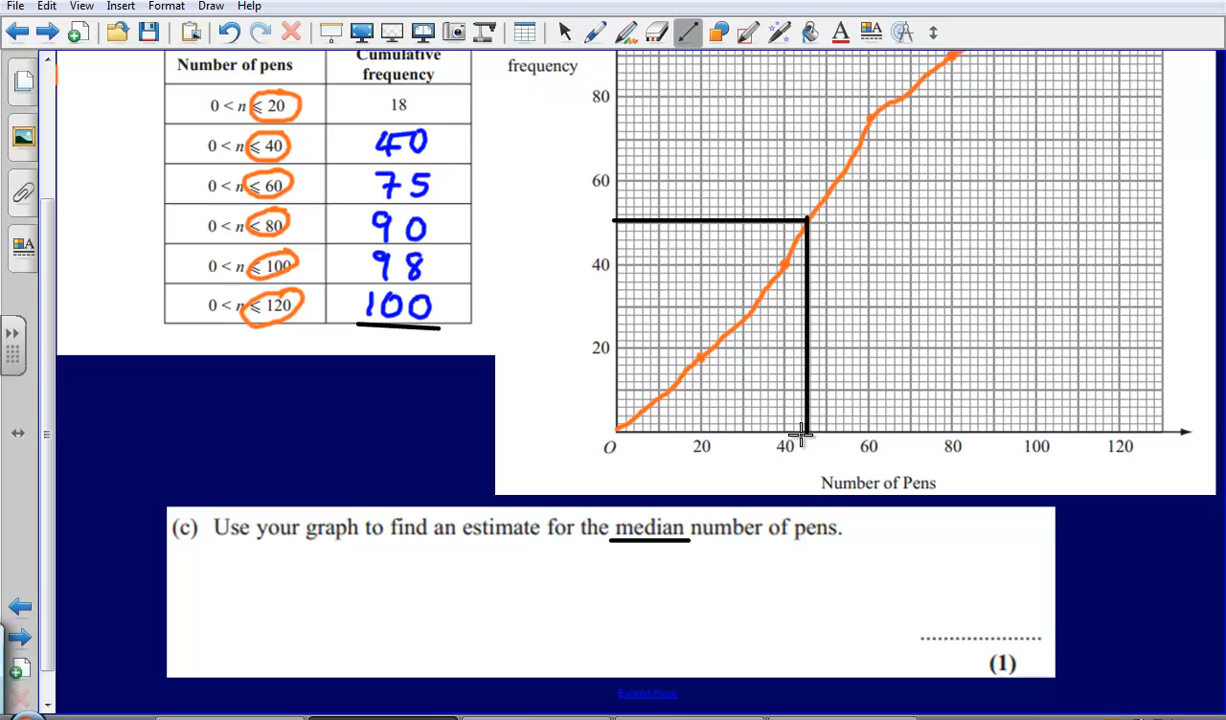 File Edit View Insert Format Draw Help
Number of pens Cumulative frequency
0 < n ⩽ 20 18
0 < n ⩽ 40 40
0 < n ⩽ 60 75
0 < n ⩽ 80 90
0 < n ⩽ 100 98
0 < n ⩽ 120 100
frequency
80
60
40
20
O 20 40 60 80 100 120
Number of Pens
(c) Use your graph to find an estimate for the median number of pens.
......................
(1)
Extend Page